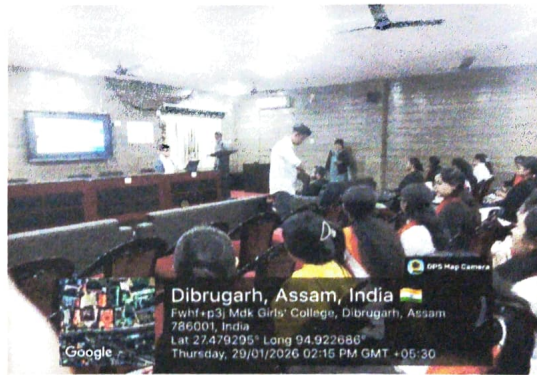 GPS Map Camera
Dibrugarh, Assam, India 🇮🇳
Fwhf+p3j Mdk Girls' College, Dibrugarh, Assam
786001, India
Lat 27.479295° Long 94.922686°
Thursday, 29/01/2026 02:15 PM GMT +05:30
Google